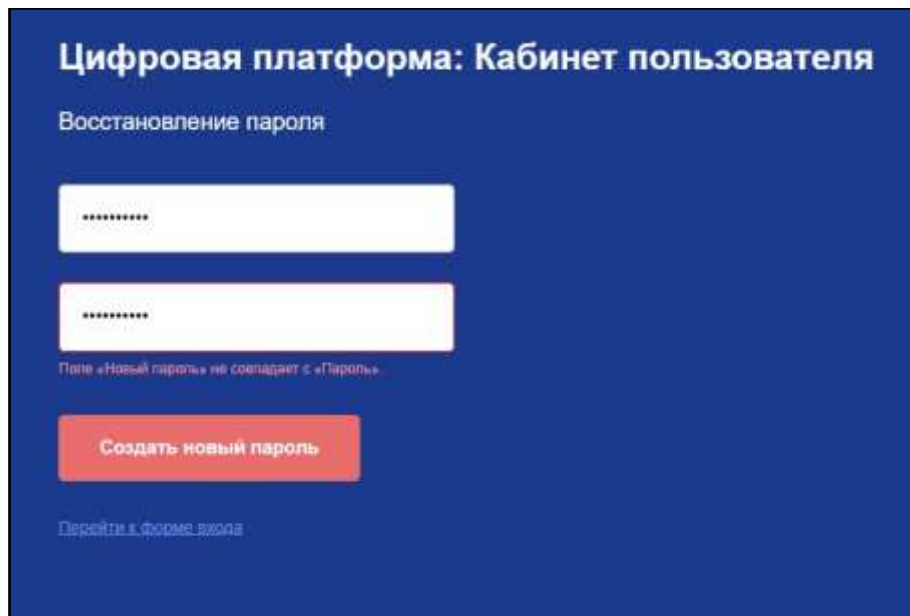 Цифровая платформа: Кабинет пользователя
Восстановление пароля
••••••••••
••••••••••
Поле «Новый пароль» не совпадает с «Пароль».
Создать новый пароль
Перейти к форме входа